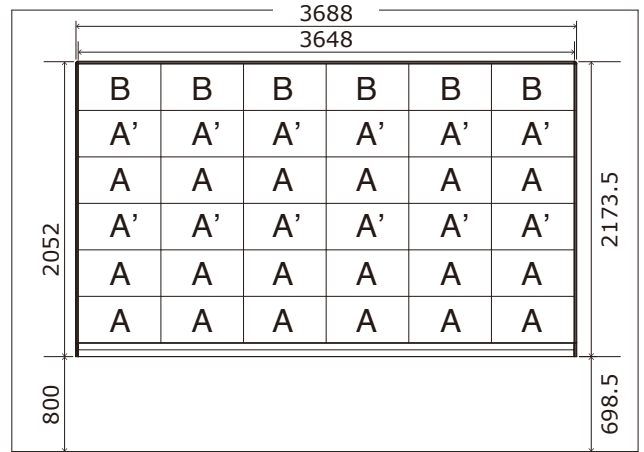 3688
3648
B B B B B B
A’ A’ A’ A’ A’ A’
A A A A A A
A’ A’ A’ A’ A’ A’
A A A A A A
A A A A A A
2052
2173.5
800
698.5